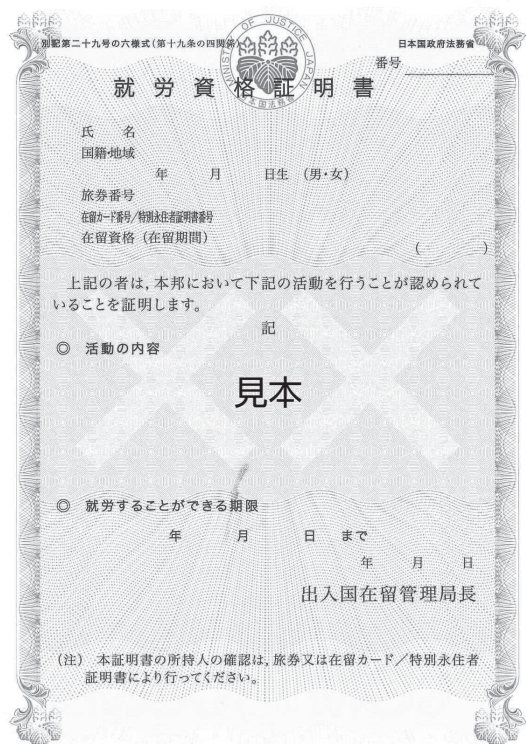 別記第二十九号の六様式(第十九条の四関係)
MINISTRY OF JUSTICE JAPAN
日本国法務省
日本国政府法務省
番号
就労資格証明書
氏 名
国籍・地域
年 月 日生 (男・女)
旅券番号
在留カード番号/特別永住者証明書番号
在留資格(在留期間)
( )
上記の者は,本邦において下記の活動を行うことが認められて
いることを証明します。
記
◎ 活動の内容
見本
◎ 就労することができる期限
年 月 日 まで
年 月 日
出入国在留管理局長
(注) 本証明書の所持人の確認は,旅券又は在留カード/特別永住者
証明書により行ってください。